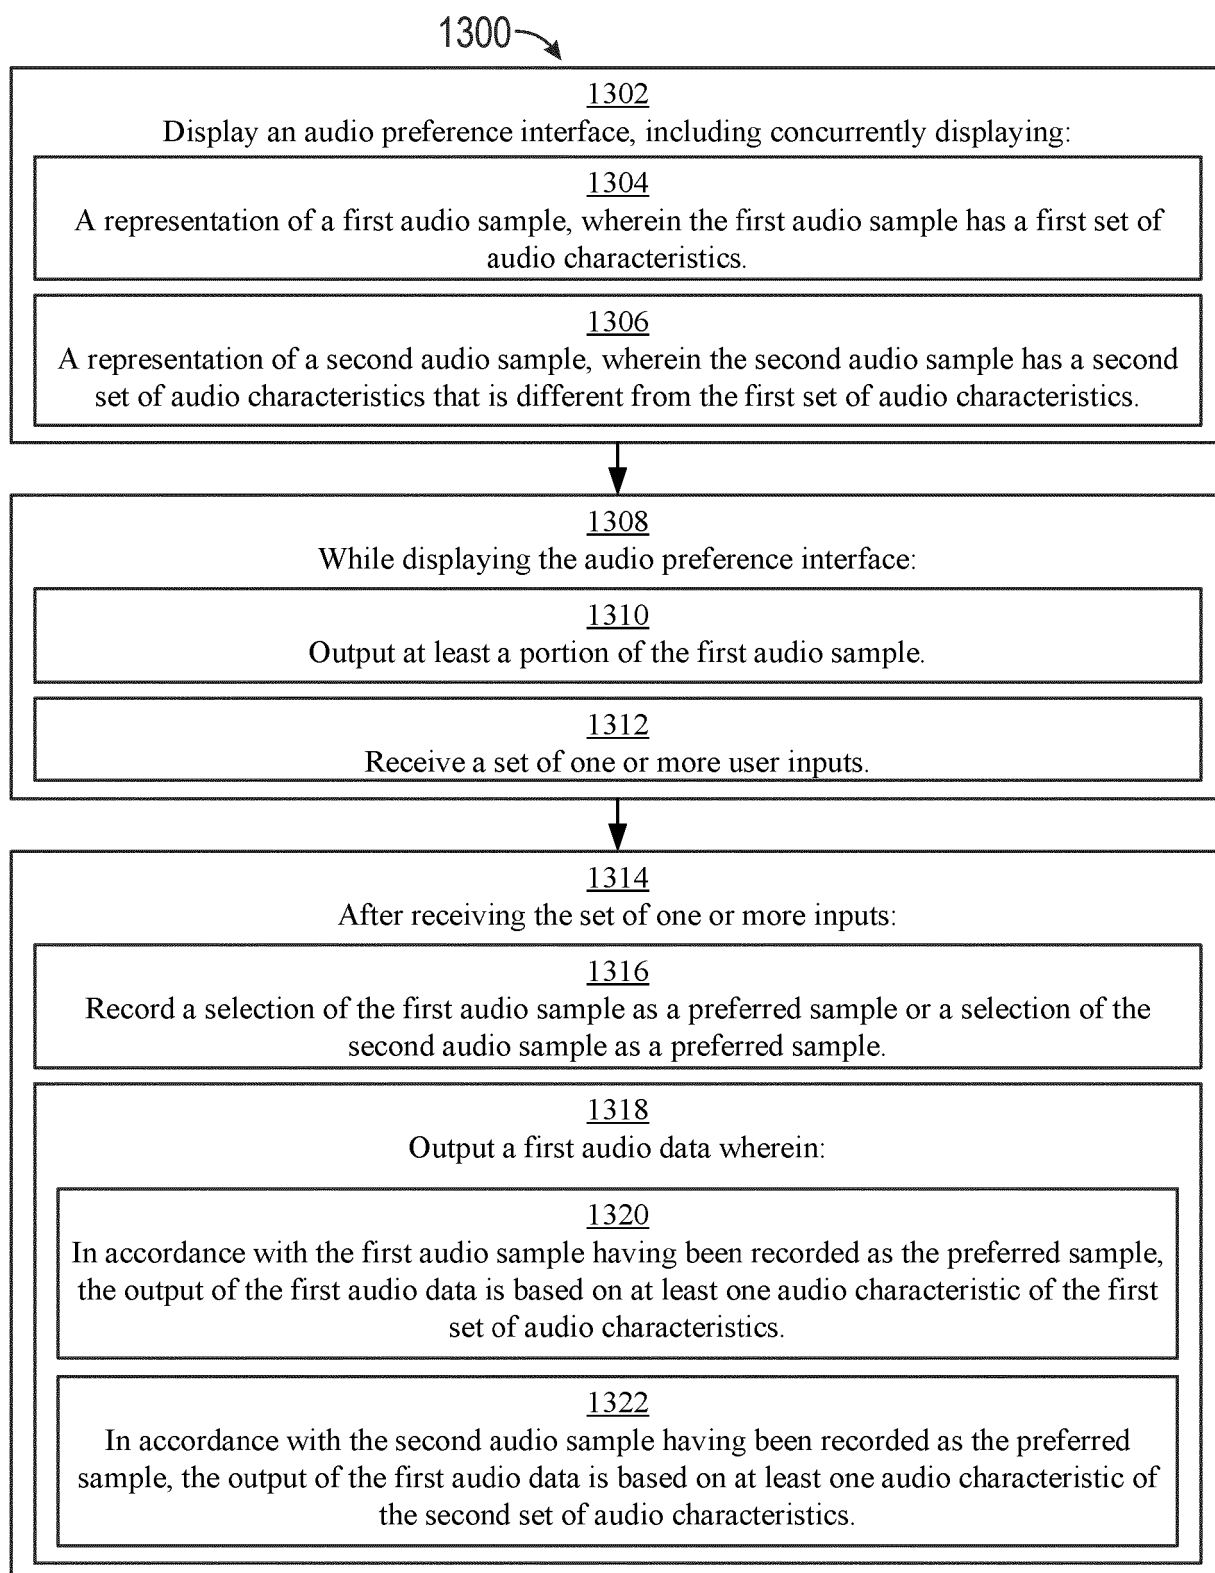 1300
1302
Display an audio preference interface, including concurrently displaying:
1304
A representation of a first audio sample, wherein the first audio sample has a first set of
audio characteristics.
1306
A representation of a second audio sample, wherein the second audio sample has a second
set of audio characteristics that is different from the first set of audio characteristics.
1308
While displaying the audio preference interface:
1310
Output at least a portion of the first audio sample.
1312
Receive a set of one or more user inputs.
1314
After receiving the set of one or more inputs:
1316
Record a selection of the first audio sample as a preferred sample or a selection of the
second audio sample as a preferred sample.
1318
Output a first audio data wherein:
1320
In accordance with the first audio sample having been recorded as the preferred sample,
the output of the first audio data is based on at least one audio characteristic of the first
set of audio characteristics.
1322
In accordance with the second audio sample having been recorded as the preferred
sample, the output of the first audio data is based on at least one audio characteristic of
the second set of audio characteristics.